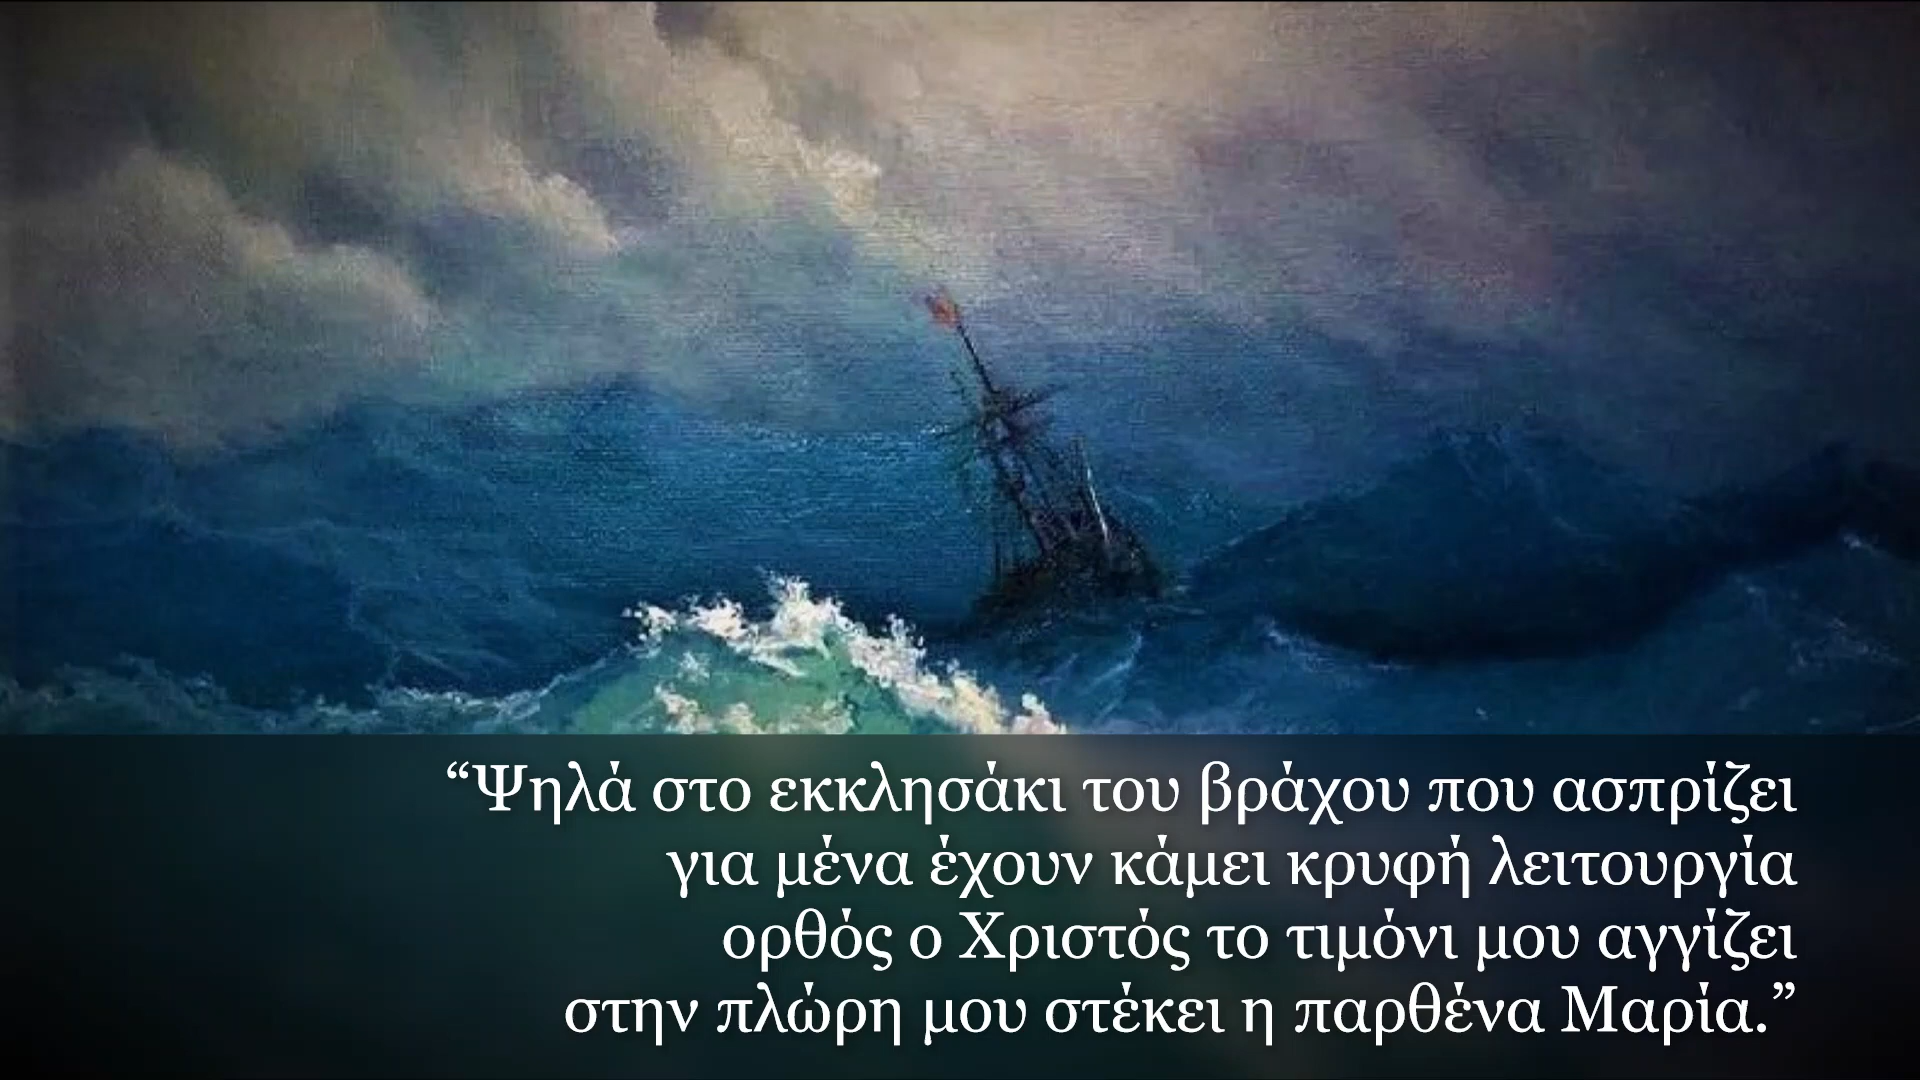 “Ψηλά στο εκκλησάκι του βράχου που ασπρίζει
για μένα έχουν κάμει κρυφή λειτουργία
ορθός ο Χριστός το τιμόνι μου αγγίζει
στην πλώρη μου στέκει η παρθένα Μαρία.”